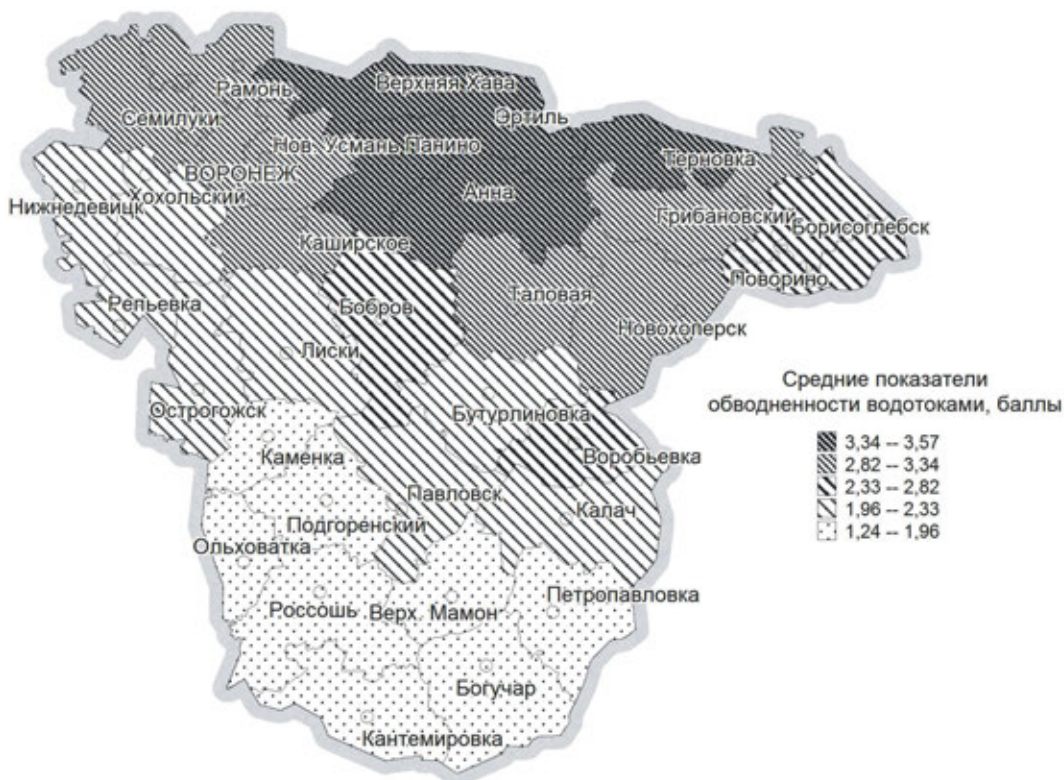 Рамонь
Верхняя Хава
Семилуки
Эртиль
Нов. Усмань
Панино
Терновка
ВОРОНЕЖ
Анна
Хохольский
Нижнедевицк
Грибановский
Борисоглебск
Каширское
Поворино
Репьевка
Бобров
Таловая
Новохоперск
Лиски
Острогожск
Бутурлиновка
Средние показатели
обводненности водотоками, баллы
3,34 -- 3,57
2,82 -- 3,34
2,33 -- 2,82
1,96 -- 2,33
1,24 -- 1,96
Каменка
Воробьевка
Павловск
Калач
Подгоренский
Ольховатка
Петропавловка
Россошь
Верх. Мамон
Богучар
Кантемировка